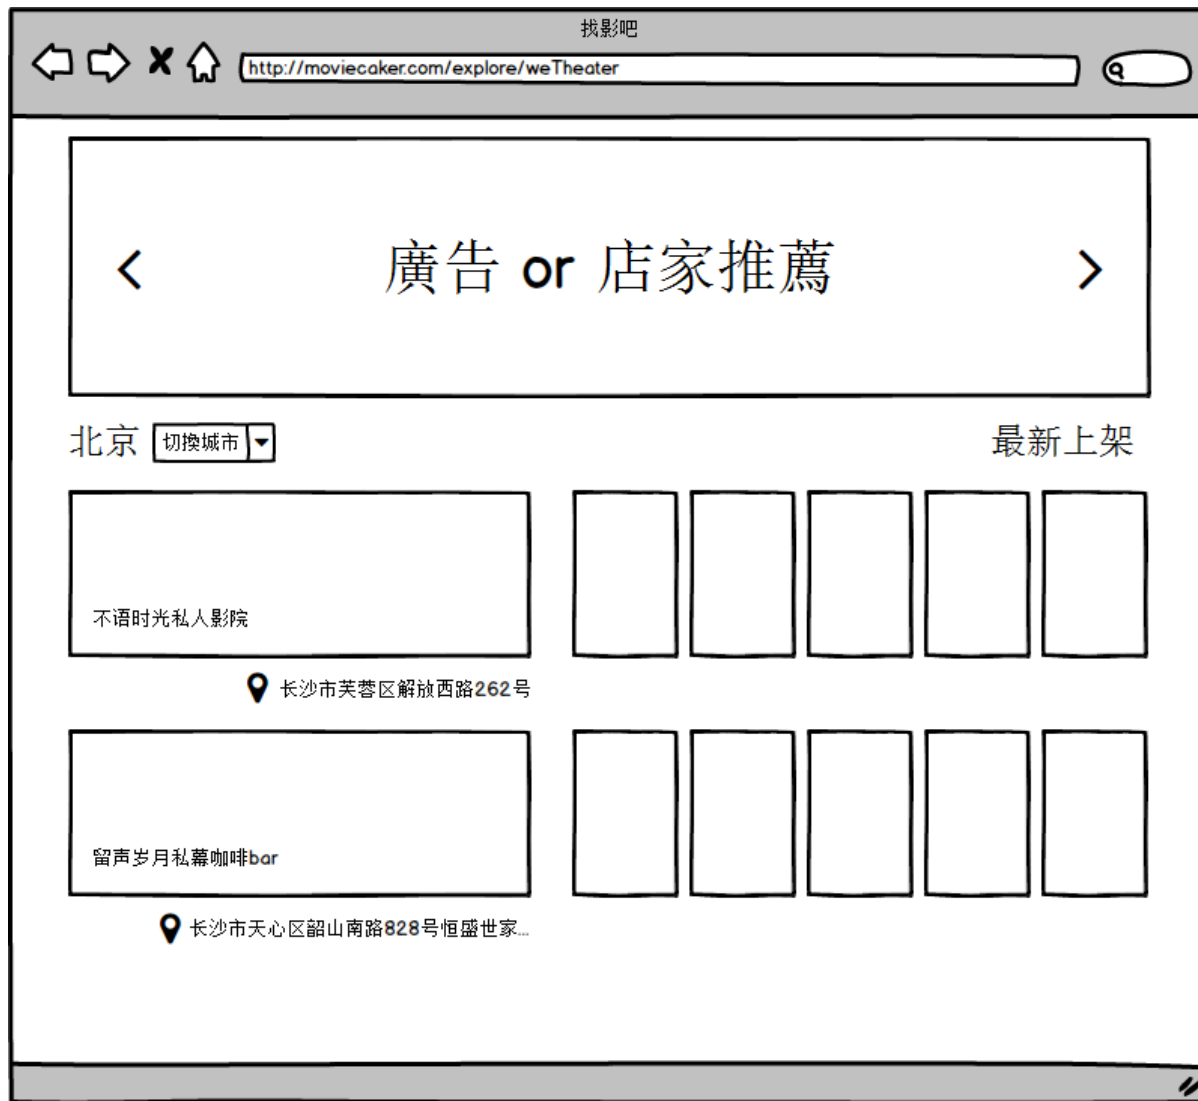 找影吧
http://moviecaker.com/explore/weTheater
廣告 or 店家推薦
北京 切換城市 最新上架
不语时光私人影院
长沙市芙蓉区解放西路262号
留声岁月私幕咖啡bar
长沙市天心区韶山南路828号恒盛世家...